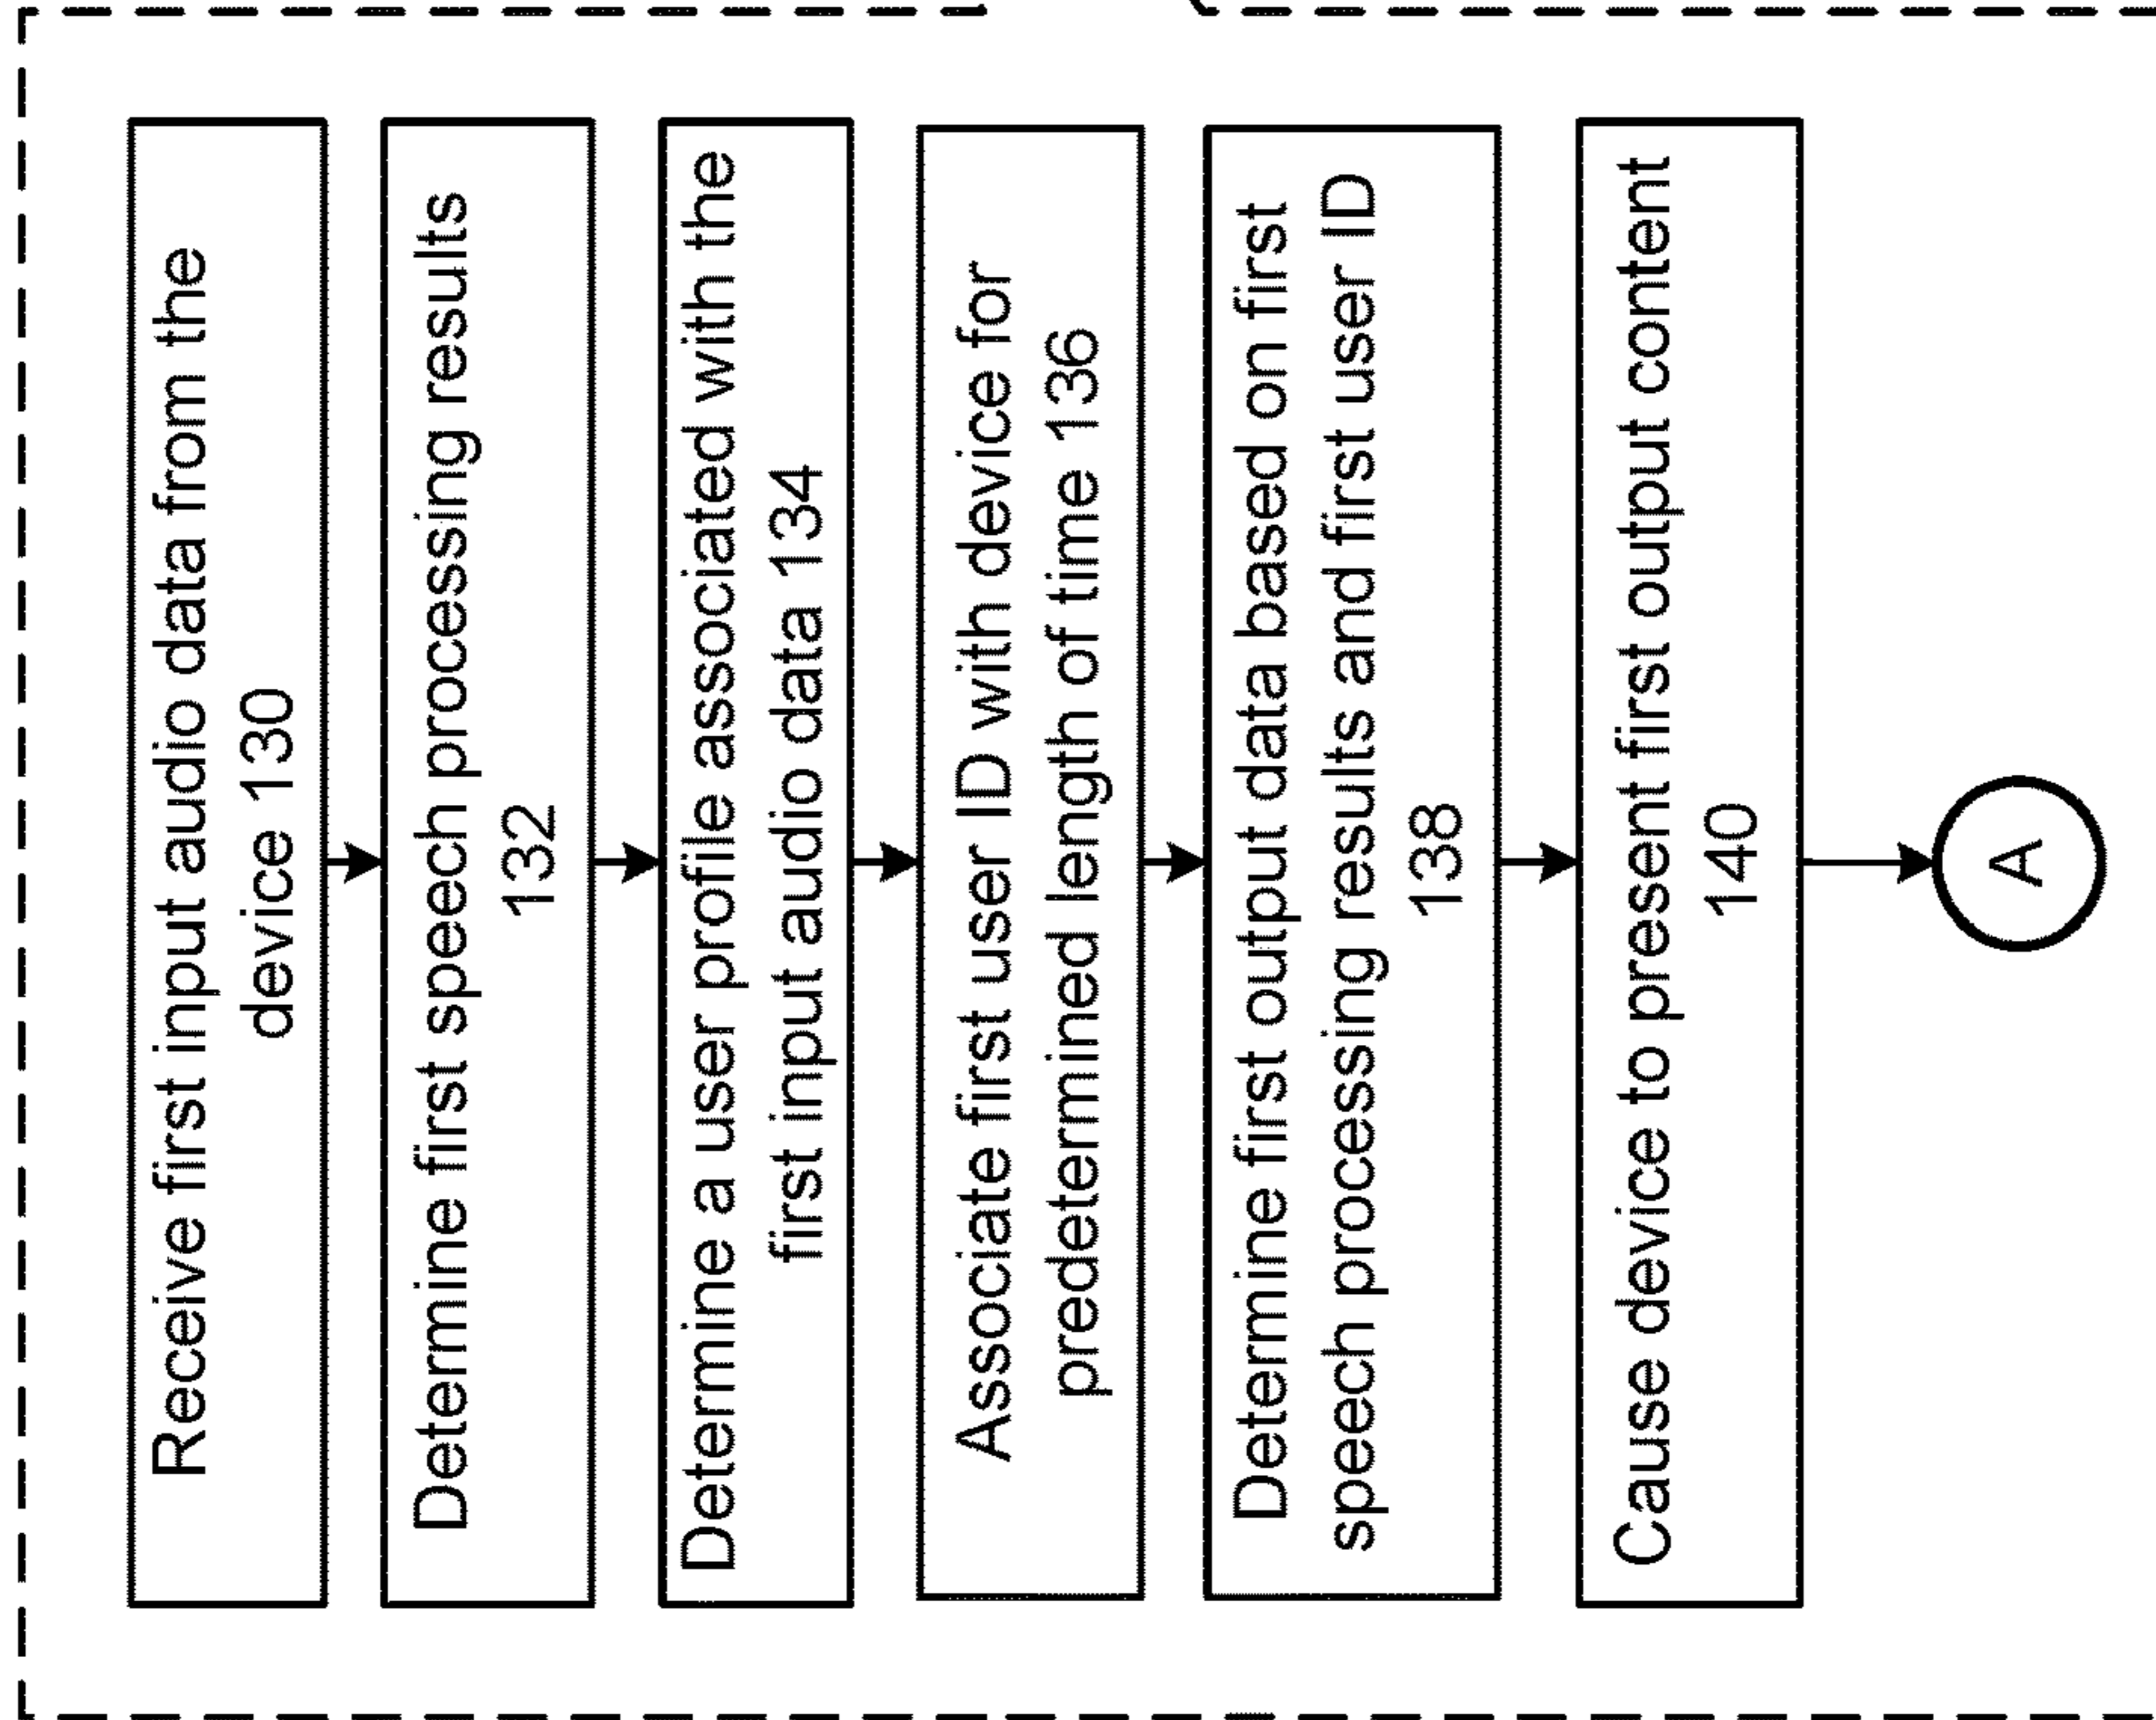 Receive first input audio data from the
device 130
Determine first speech processing results
132
Determine a user profile associated with the
first input audio data 134
Associate first user ID with device for
predetermined length of time 136
Determine first output data based on first
speech processing results and first user ID
138
Cause device to present first output content
140
A